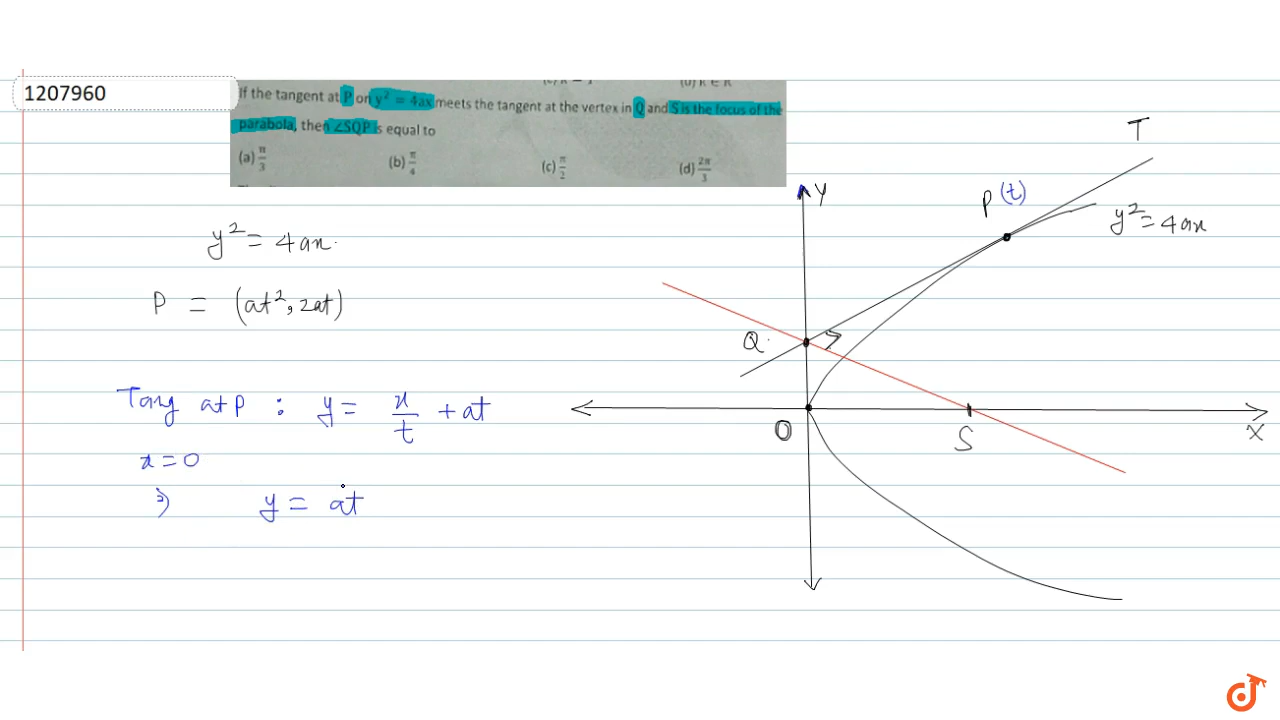 1207960
(d) k ∈ R
If the tangent at P on y² = 4ax meets the tangent at the vertex in Q and S is the focus of the
parabola, then ∠SQP is equal to
(a) π/3 (b) π/4 (c) π/2 (d) 2π/3
y² = 4ax.
P = (at², 2at)
Tang at P : y = x/t + at
x = 0
⇒ y = at
T
Y
P (t)
y² = 4ax
Q
O
S
X